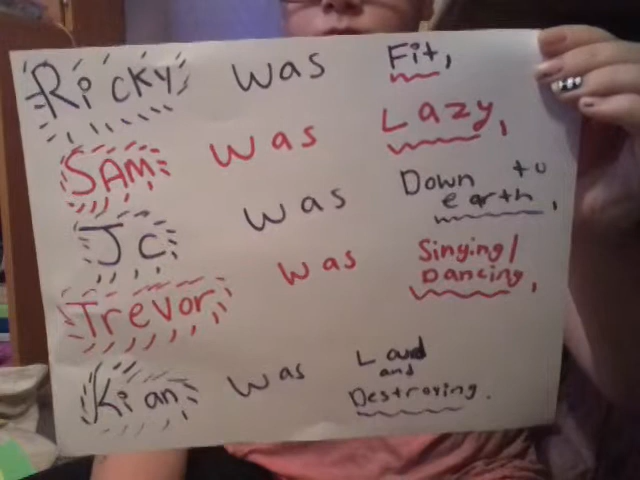 Ricky was Fit,
SAM was Lazy,
Jc was Down to
earth,
Trevor was Singing/
Dancing,
Kian was Loud
and
Destroying.